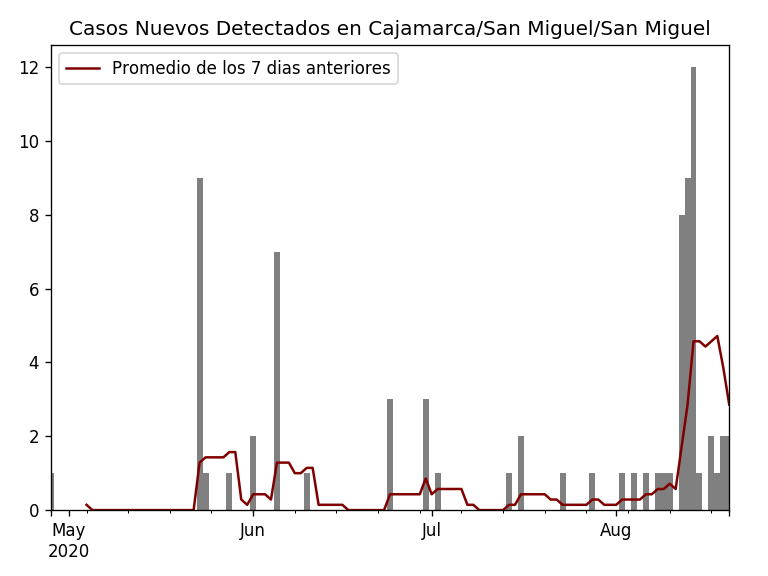 Casos Nuevos Detectados en Cajamarca/San Miguel/San Miguel
Promedio de los 7 dias anteriores
12
10
8
6
4
2
0
May Jun Jul Aug
2020